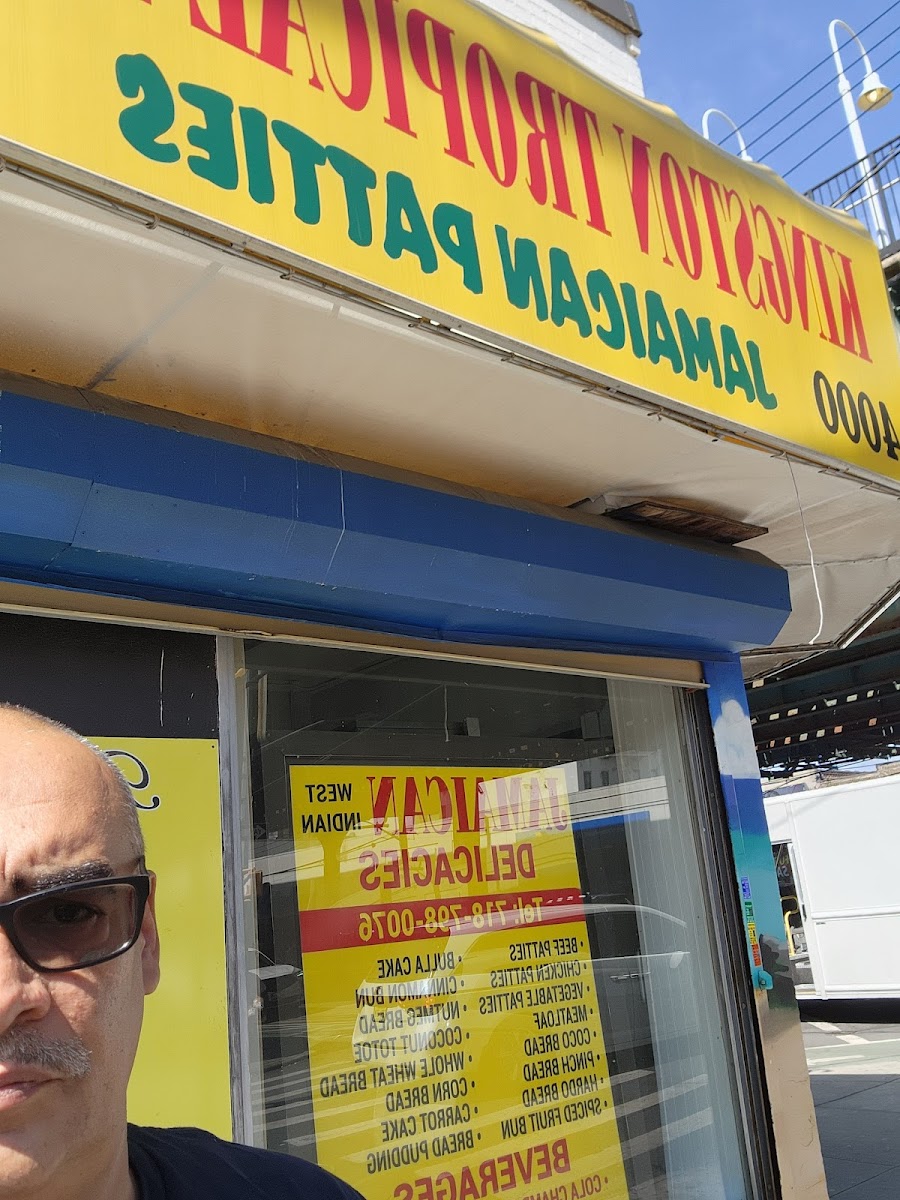 KINGSTON TROPICAL
JAMAICAN PATTIES
4000
JAMAICAN WEST INDIAN
DELICACIES
Tel: 718-798-0076
• BEEF PATTIES
• CHICKEN PATTIES
• VEGETABLE PATTIES
• MEATLOAF
• COCO BREAD
• PINCH BREAD
• HARDO BREAD
• SPICED FRUIT BUN
• BULLA CAKE
• CINNAMON BUN
• NUTMEG BREAD
• COCONUT TOTOE
• WHOLE WHEAT BREAD
• CORN BREAD
• CARROT CAKE
• BREAD PUDDING
BEVERAGES
• COLA CHAM